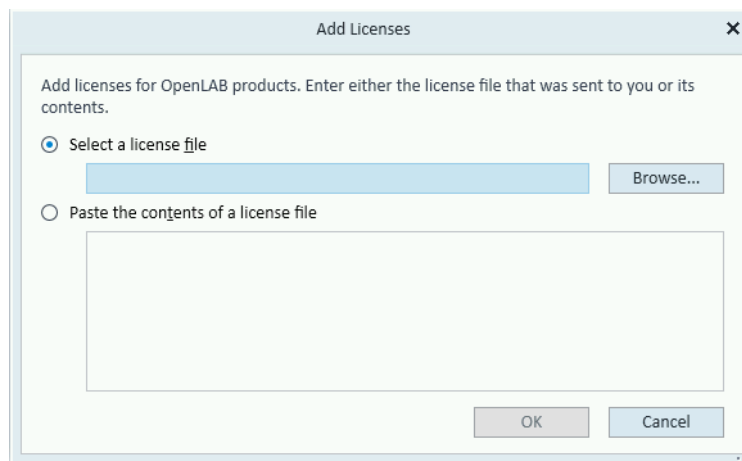 Add Licenses
Add licenses for OpenLAB products. Enter either the license file that was sent to you or its
contents.
Select a license file
Browse...
Paste the contents of a license file
OK
Cancel